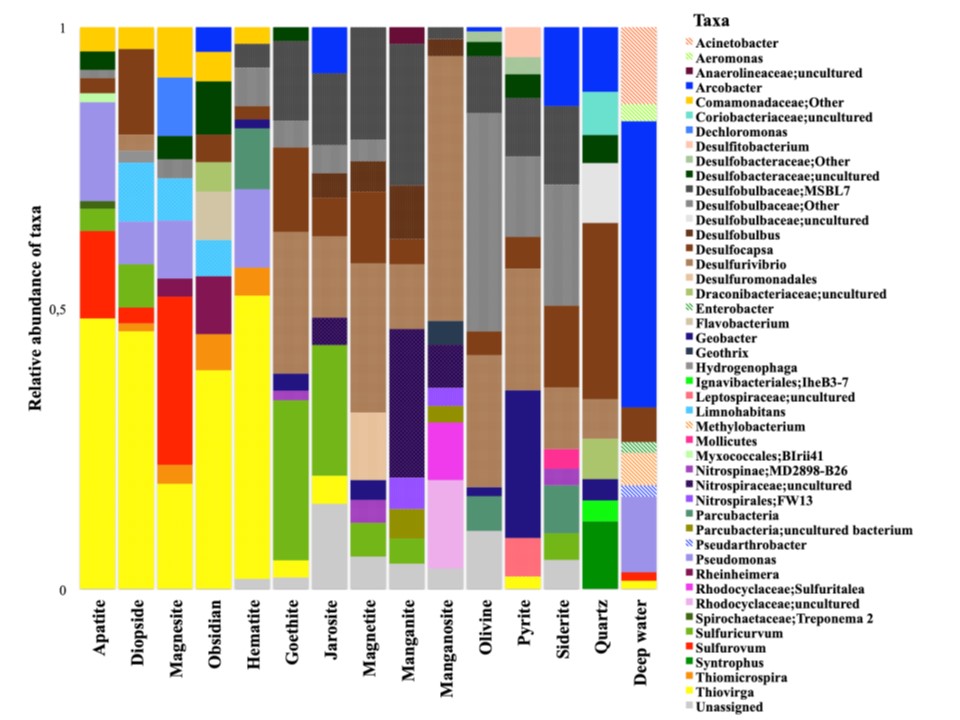 Taxa
Acinetobacter
Aeromonas
Anaerolineaceae;uncultured
Arcobacter
Comamonadaceae;Other
Coriobacteriaceae;uncultured
Dechloromonas
Desulfitobacterium
Desulfobacteraceae;Other
Desulfobacteraceae;uncultured
Desulfobulbaceae;MSBL7
Desulfobulbaceae;Other
Desulfobulbaceae;uncultured
Desulfobulbus
Desulfocapsa
Desulfurivibrio
Desulfuromonadales
Draconibacteriaceae;uncultured
Enterobacter
Flavobacterium
Geobacter
Geothrix
Hydrogenophaga
Ignavibacteriales;IheB3-7
Leptospiraceae;uncultured
Limnohabitans
Methylobacterium
Mollicutes
Myxococcales;BIrii41
Nitrospinae;MD2898-B26
Nitrospiraceae;uncultured
Nitrospirales;FW13
Parcubacteria
Parcubacteria;uncultured bacterium
Pseudarthrobacter
Pseudomonas
Rheinheimera
Rhodocyclaceae;Sulfuritalea
Rhodocyclaceae;uncultured
Spirochaetaceae;Treponema 2
Sulfuricurvum
Sulfurovum
Syntrophus
Thiomicrospira
Thiovirga
Unassigned
Relative abundance of taxa
1
0,5
0
Apatite
Diopside
Magnesite
Obsidian
Hematite
Goethite
Jarosite
Magnetite
Manganite
Manganosite
Olivine
Pyrite
Siderite
Quartz
Deep water